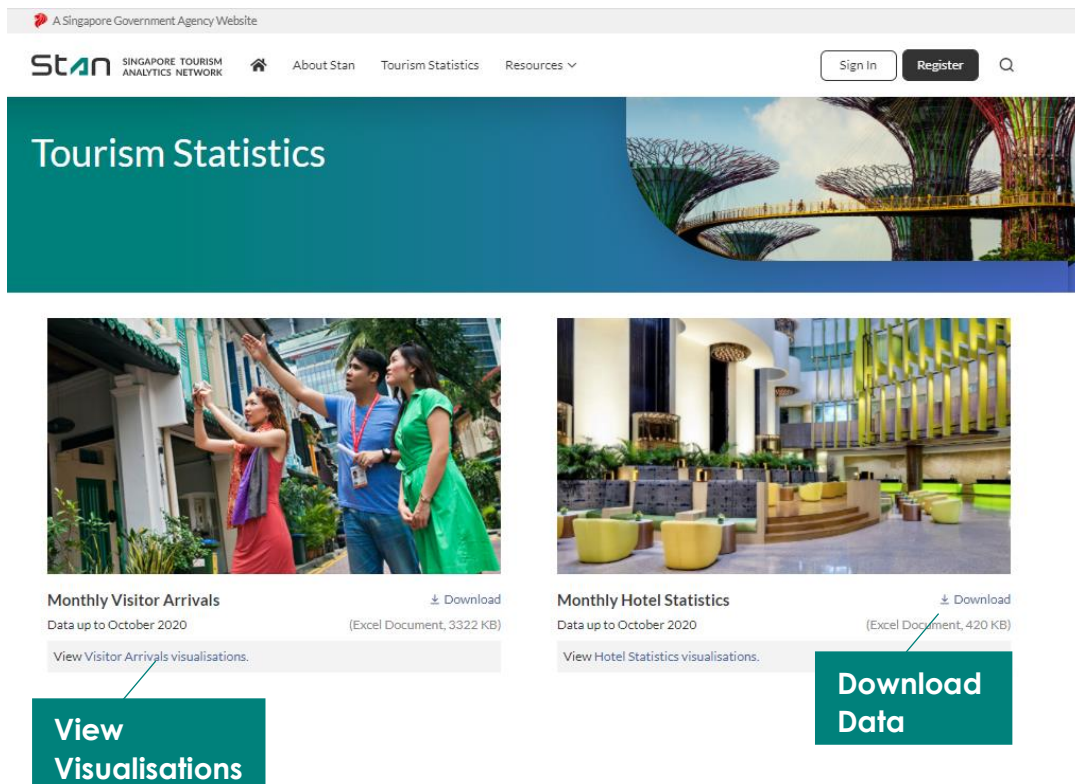 A Singapore Government Agency Website
Stan SINGAPORE TOURISM
ANALYTICS NETWORK
About Stan Tourism Statistics Resources Sign In Register
Tourism Statistics
Monthly Visitor Arrivals Download
Data up to October 2020 (Excel Document, 3322 KB)
View Visitor Arrivals visualisations.
Monthly Hotel Statistics Download
Data up to October 2020 (Excel Document, 420 KB)
View Hotel Statistics visualisations.
View
Visualisations
Download
Data